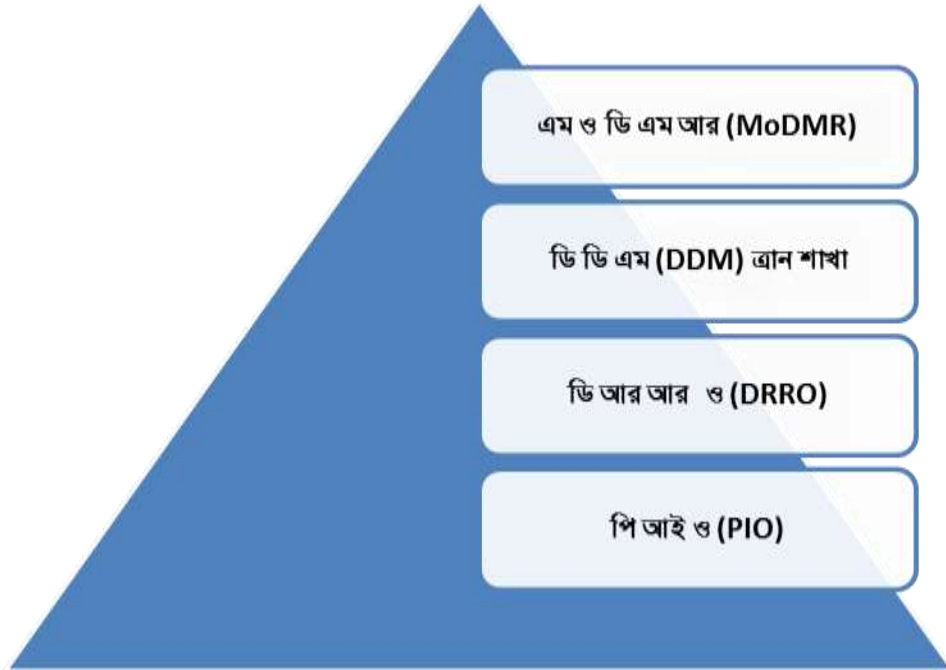 এম ও ডি এম আর (MoDMR)
ডি ডি এম (DDM) ত্রান শাখা
ডি আর আর ও (DRRO)
পি আই ও (PIO)